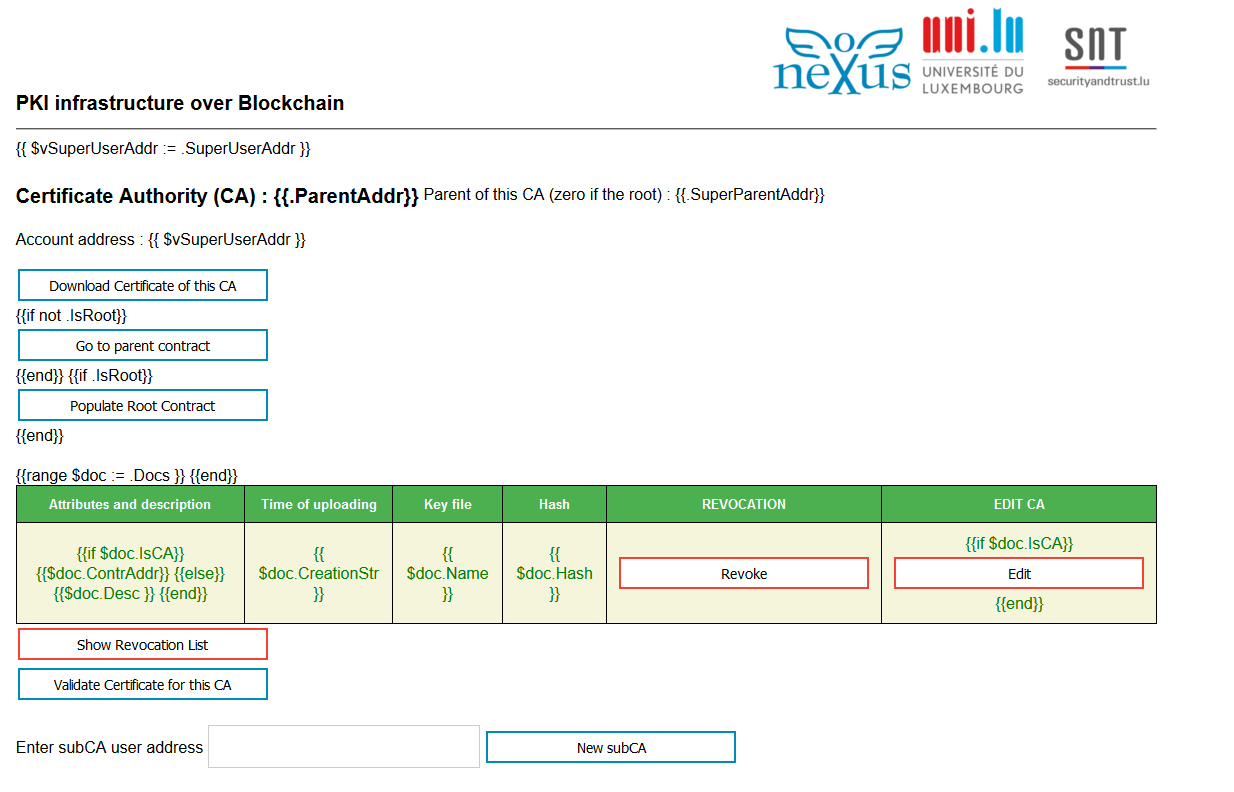 neXus
uni.lu
UNIVERSITÉ DU
LUXEMBOURG
SNT
securityandtrust.lu
PKI infrastructure over Blockchain
{{ $vSuperUserAddr := .SuperUserAddr }}
Certificate Authority (CA) : {{.ParentAddr}} Parent of this CA (zero if the root) : {{.SuperParentAddr}}
Account address : {{ $vSuperUserAddr }}
Download Certificate of this CA
{{if not .IsRoot}}
Go to parent contract
{{end}} {{if .IsRoot}}
Populate Root Contract
{{end}}
{{range $doc := .Docs }} {{end}}
Attributes and description Time of uploading Key file Hash REVOCATION EDIT CA
{{if $doc.IsCA}}
{{$doc.ContrAddr}} {{else}}
{{$doc.Desc }} {{end}}
{{
$doc.CreationStr
}}
{{
$doc.Name
}}
{{
$doc.Hash
}}
Revoke
{{if $doc.IsCA}}
Edit
{{end}}
Show Revocation List
Validate Certificate for this CA
Enter subCA user address New subCA